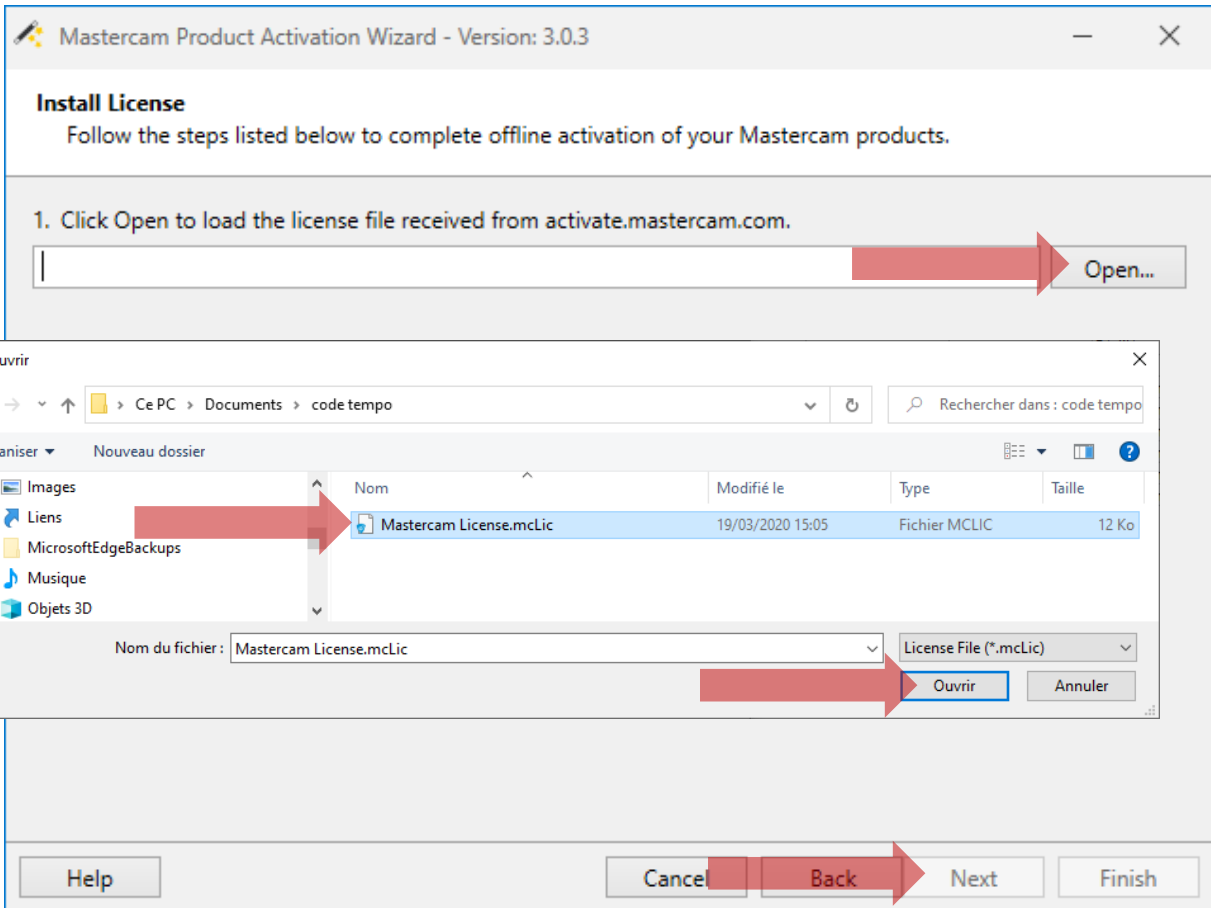 Mastercam Product Activation Wizard - Version: 3.0.3
Install License
Follow the steps listed below to complete offline activation of your Mastercam products.
1. Click Open to load the license file received from activate.mastercam.com.
Open...
uvrir
Ce PC > Documents > code tempo
Rechercher dans : code tempo
aniser
Nouveau dossier
Images
Liens
MicrosoftEdgeBackups
Musique
Objets 3D
Nom Modifié le Type Taille
Mastercam License.mcLic 19/03/2020 15:05 Fichier MCLIC 12 Ko
Nom du fichier : Mastercam License.mcLic
License File (*.mcLic)
Ouvrir Annuler
Help Cancel Back Next Finish